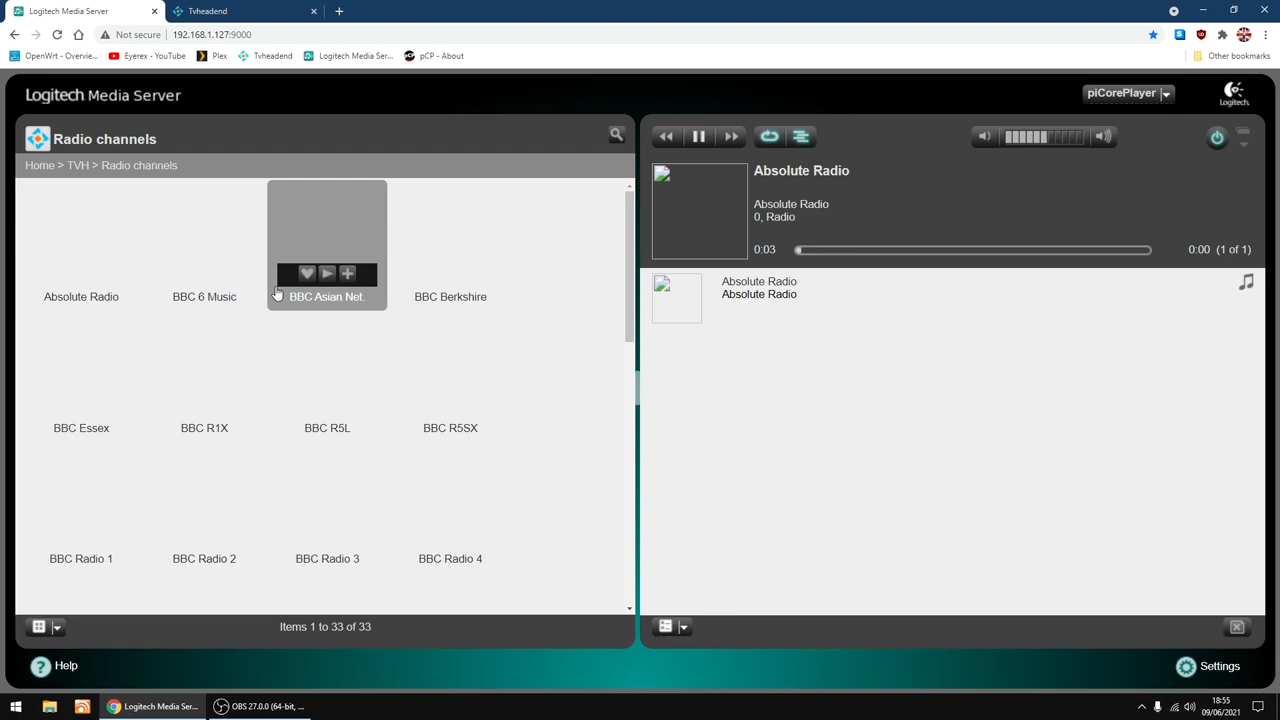 Logitech Media Server
Tvheadend
Not secure
192.168.1.127:9000
OpenWrt - Overvie...
Eyerex - YouTube
Plex
Tvheadend
Logitech Media Ser...
pCP - About
Other bookmarks
Logitech Media Server
piCorePlayer
Logitech
Radio channels
Home > TVH > Radio channels
Absolute Radio
BBC 6 Music
BBC Asian Net.
BBC Berkshire
BBC Essex
BBC R1X
BBC R5L
BBC R5SX
BBC Radio 1
BBC Radio 2
BBC Radio 3
BBC Radio 4
Items 1 to 33 of 33
Absolute Radio
Absolute Radio
0, Radio
0:03
0:00 (1 of 1)
Absolute Radio
Absolute Radio
Help
Settings
Logitech Media Ser...
OBS 27.0.0 (64-bit, ...
18:55
09/06/2021